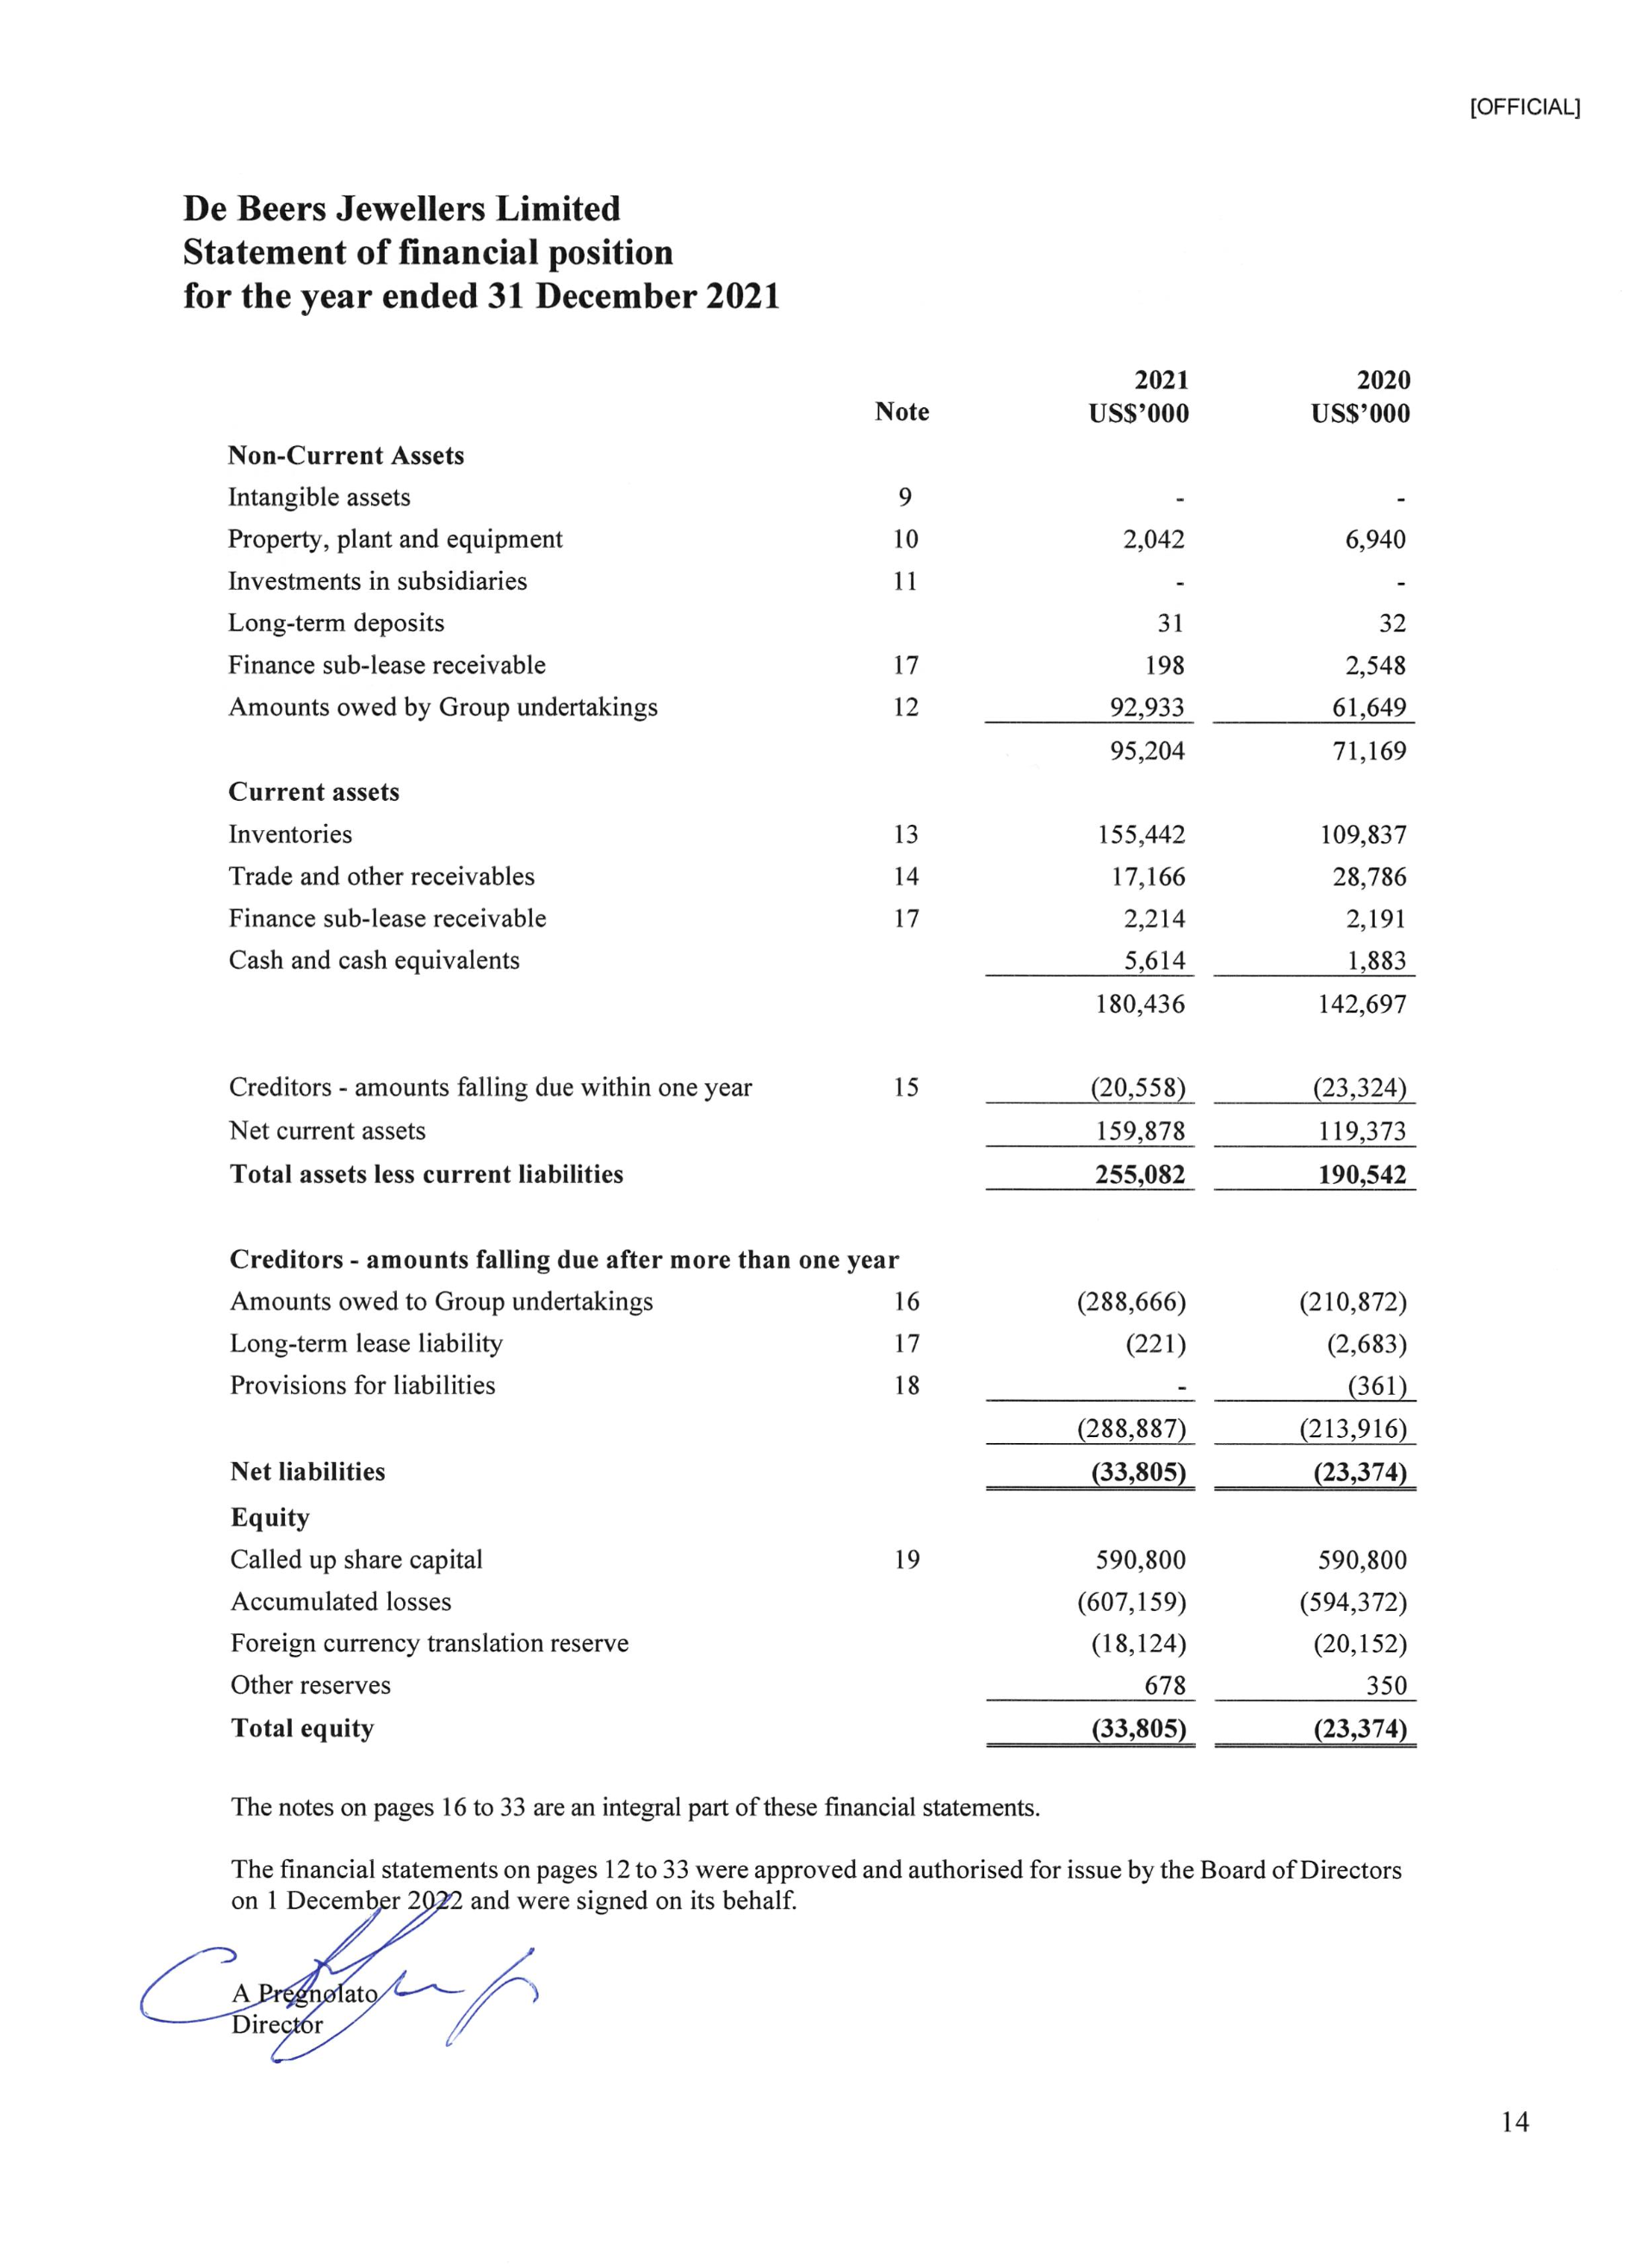 [OFFICIAL]
De Beers Jewellers Limited
Statement of financial position
for the year ended 31 December 2021
2021 2020
Note US$'000 US$'000
Non-Current Assets
Intangible assets 9 - -
Property, plant and equipment 10 2,042 6,940
Investments in subsidiaries 11 - -
Long-term deposits 31 32
Finance sub-lease receivable 17 198 2,548
Amounts owed by Group undertakings 12 92,933 61,649
95,204 71,169
Current assets
Inventories 13 155,442 109,837
Trade and other receivables 14 17,166 28,786
Finance sub-lease receivable 17 2,214 2,191
Cash and cash equivalents 5,614 1,883
180,436 142,697
Creditors - amounts falling due within one year 15 (20,558) (23,324)
Net current assets 159,878 119,373
Total assets less current liabilities 255,082 190,542
Creditors - amounts falling due after more than one year
Amounts owed to Group undertakings 16 (288,666) (210,872)
Long-term lease liability 17 (221) (2,683)
Provisions for liabilities 18 - (361)
(288,887) (213,916)
Net liabilities (33,805) (23,374)
Equity
Called up share capital 19 590,800 590,800
Accumulated losses (607,159) (594,372)
Foreign currency translation reserve (18,124) (20,152)
Other reserves 678 350
Total equity (33,805) (23,374)
The notes on pages 16 to 33 are an integral part of these financial statements.
The financial statements on pages 12 to 33 were approved and authorised for issue by the Board of Directors
on 1 December 2022 and were signed on its behalf.
A Pregnolato
Director
14